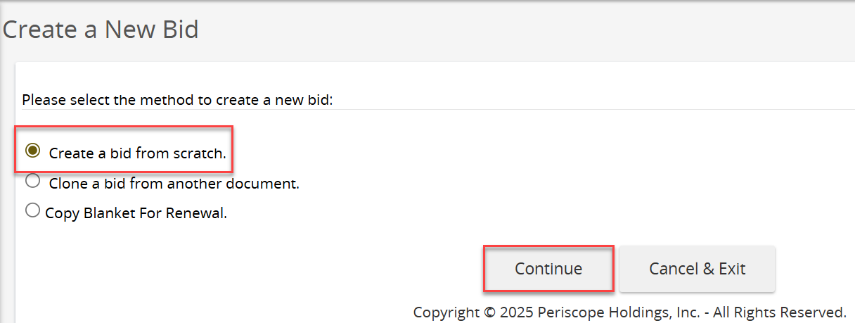 Create a New Bid
Please select the method to create a new bid:
Create a bid from scratch.
Clone a bid from another document.
Copy Blanket For Renewal.
Continue
Cancel & Exit
Copyright © 2025 Periscope Holdings, Inc. - All Rights Reserved.